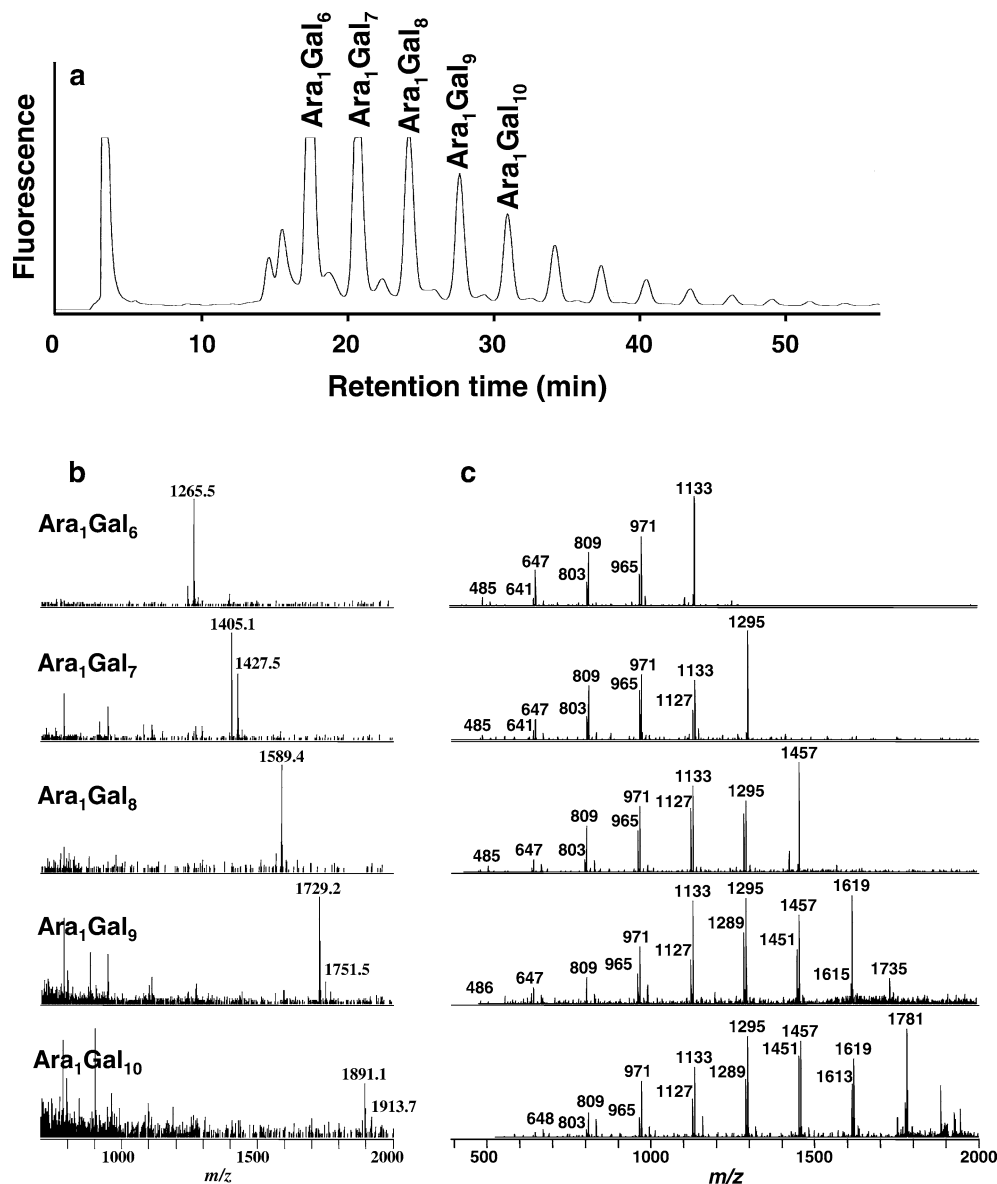 a
Ara₁Gal₆
Ara₁Gal₇
Ara₁Gal₈
Ara₁Gal₉
Ara₁Gal₁₀
Fluorescence
0 10 20 30 40 50
Retention time (min)
b
Ara₁Gal₆
1265.5
Ara₁Gal₇
1405.1
1427.5
Ara₁Gal₈
1589.4
Ara₁Gal₉
1729.2
1751.5
Ara₁Gal₁₀
1891.1
1913.7
1000 1500 2000
m/z
c
485 641 647 803 809 965 971 1133
485 641 647 803 809 965 971 1127 1133 1295
485 647 803 809 965 971 1127 1133 1295 1457
486 647 809 965 971 1127 1133 1289 1295 1451 1457 1615 1619 1735
648 803 809 965 971 1127 1133 1289 1295 1451 1457 1613 1619 1781
500 1000 1500 2000
m/z